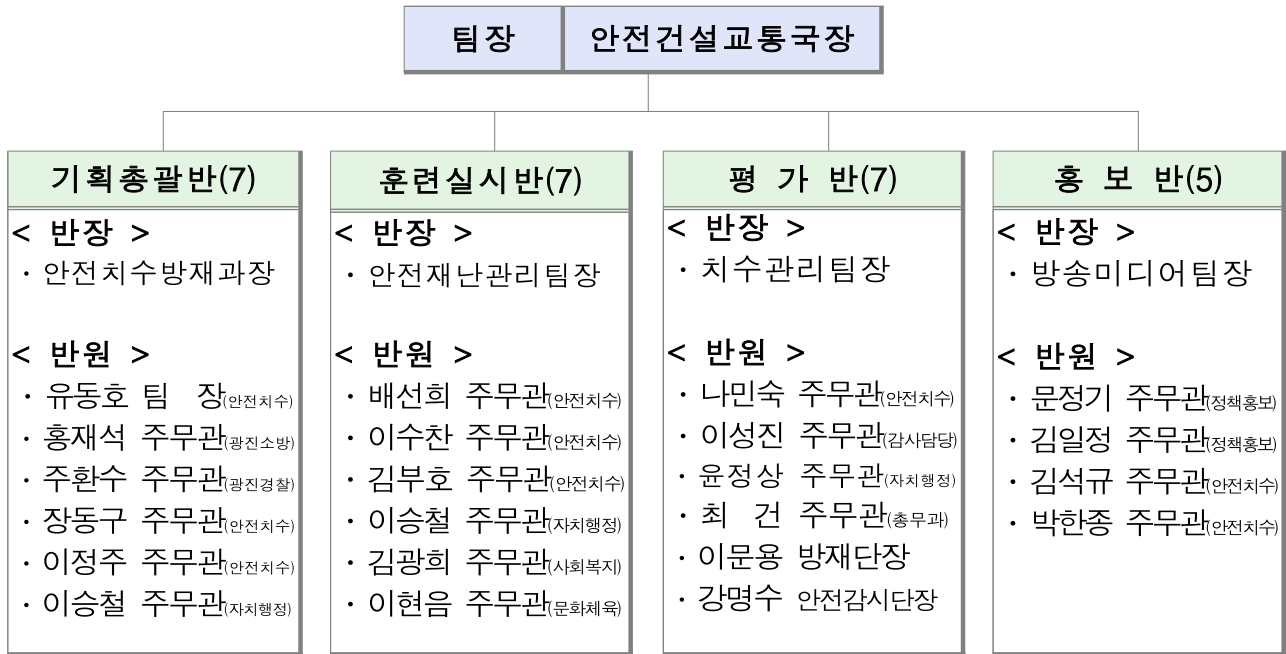 팀장 안전건설교통국장
기획총괄반(7)
< 반장 >
· 안전치수방재과장
< 반원 >
· 유동호 팀 장(안전치수)
· 홍재석 주무관(광진소방)
· 주환수 주무관(광진경찰)
· 장동구 주무관(안전치수)
· 이정주 주무관(안전치수)
· 이승철 주무관(자치행정)
훈련실시반(7)
< 반장 >
· 안전재난관리팀장
< 반원 >
· 배선희 주무관(안전치수)
· 이수찬 주무관(안전치수)
· 김부호 주무관(안전치수)
· 이승철 주무관(자치행정)
· 김광희 주무관(사회복지)
· 이현음 주무관(문화체육)
평 가 반(7)
< 반장 >
· 치수관리팀장
< 반원 >
· 나민숙 주무관(안전치수)
· 이성진 주무관(감사담당)
· 윤정상 주무관(자치행정)
· 최 건 주무관(총무과)
· 이문용 방재단장
· 강명수 안전감시단장
홍 보 반(5)
< 반장 >
· 방송미디어팀장
< 반원 >
· 문정기 주무관(정책홍보)
· 김일정 주무관(정책홍보)
· 김석규 주무관(안전치수)
· 박한종 주무관(안전치수)